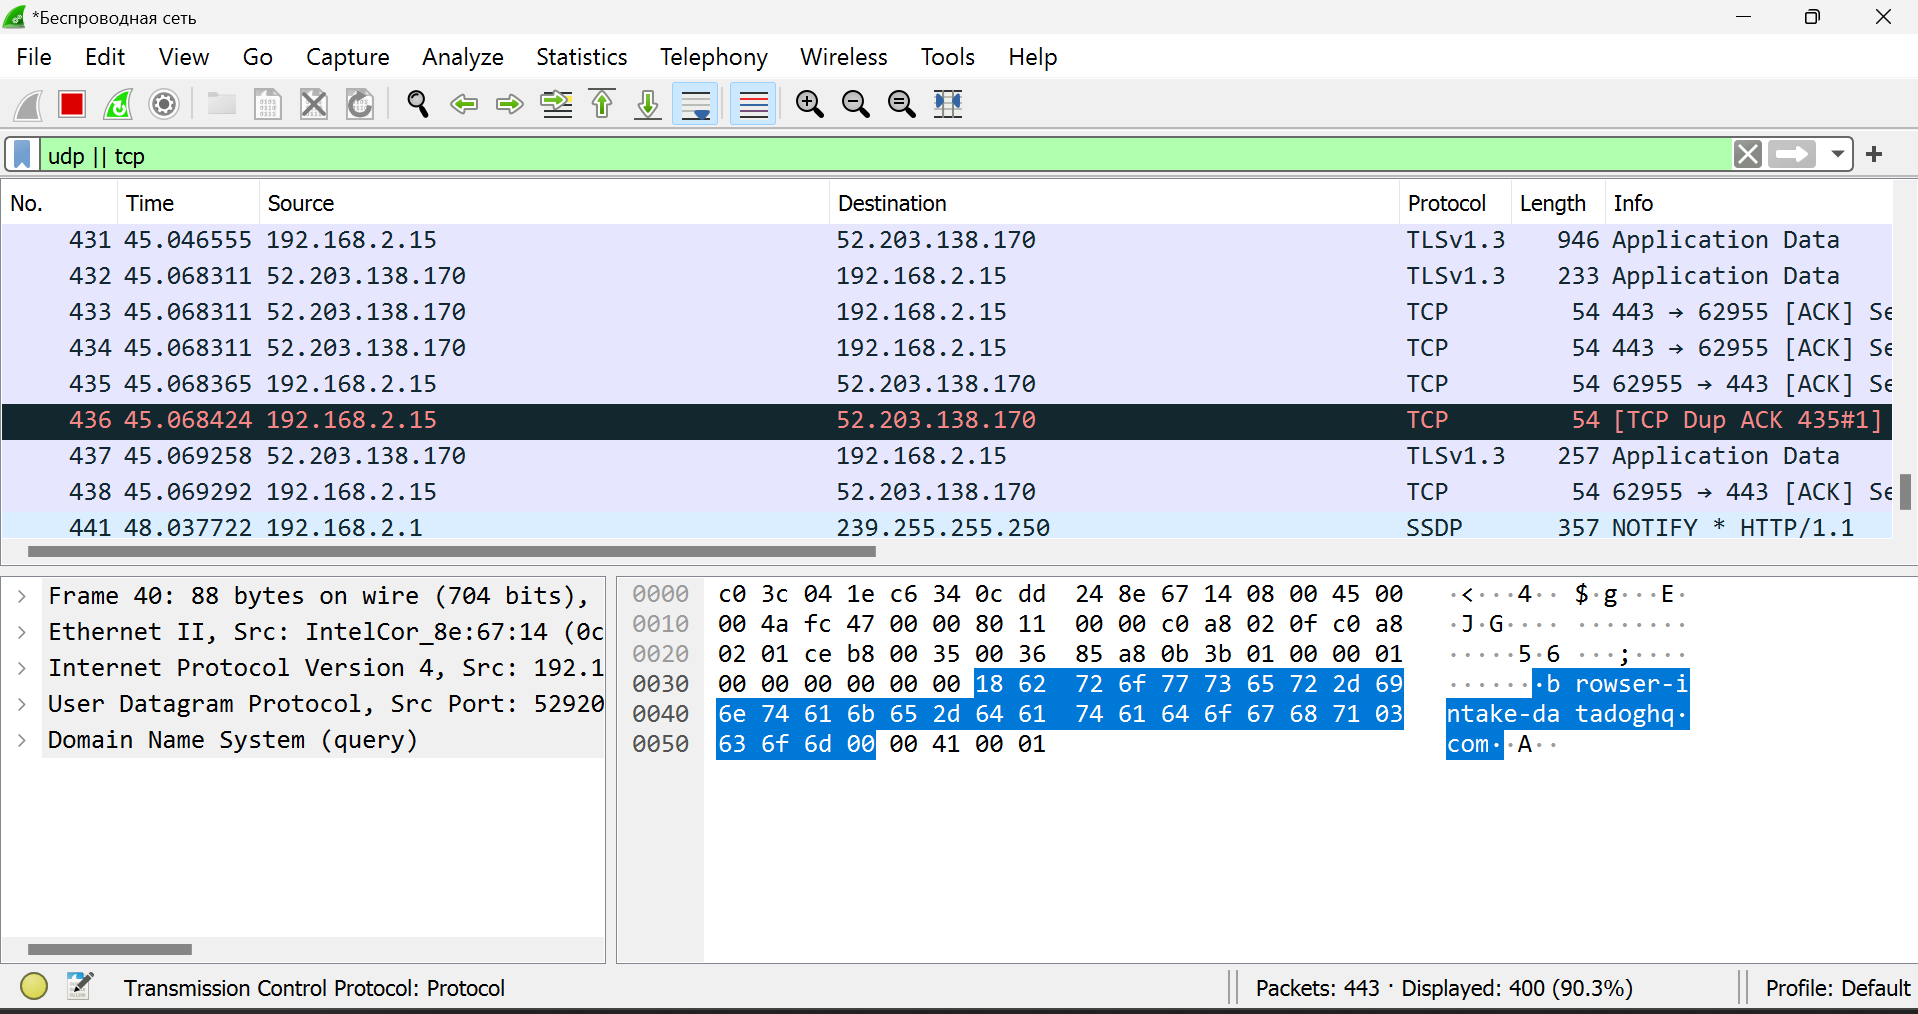 *Беспроводная сеть
File Edit View Go Capture Analyze Statistics Telephony Wireless Tools Help
udp || tcp
No. Time Source Destination Protocol Length Info
431 45.046555 192.168.2.15 52.203.138.170 TLSv1.3 946 Application Data
432 45.068311 52.203.138.170 192.168.2.15 TLSv1.3 233 Application Data
433 45.068311 52.203.138.170 192.168.2.15 TCP 54 443 → 62955 [ACK] Se
434 45.068311 52.203.138.170 192.168.2.15 TCP 54 443 → 62955 [ACK] Se
435 45.068365 192.168.2.15 52.203.138.170 TCP 54 62955 → 443 [ACK] Se
436 45.068424 192.168.2.15 52.203.138.170 TCP 54 [TCP Dup ACK 435#1]
437 45.069258 52.203.138.170 192.168.2.15 TLSv1.3 257 Application Data
438 45.069292 192.168.2.15 52.203.138.170 TCP 54 62955 → 443 [ACK] Se
441 48.037722 192.168.2.1 239.255.255.250 SSDP 357 NOTIFY * HTTP/1.1
Frame 40: 88 bytes on wire (704 bits),
Ethernet II, Src: IntelCor_8e:67:14 (0c
Internet Protocol Version 4, Src: 192.1
User Datagram Protocol, Src Port: 52920
Domain Name System (query)
0000 c0 3c 04 1e c6 34 0c dd 24 8e 67 14 08 00 45 00 ·<···4·· $·g···E·
0010 00 4a fc 47 00 00 80 11 00 00 c0 a8 02 0f c0 a8 ·J·G···· ········
0020 02 01 ce b8 00 35 00 36 85 a8 0b 3b 01 00 00 01 ·····5·6 ···;····
0030 00 00 00 00 00 00 18 62 72 6f 77 73 65 72 2d 69 ·······b rowser-i
0040 6e 74 61 6b 65 2d 64 61 74 61 64 6f 67 68 71 03 ntake-da tadoghq·
0050 63 6f 6d 00 00 41 00 01 com··A··
Transmission Control Protocol: Protocol
Packets: 443 · Displayed: 400 (90.3%)
Profile: Default